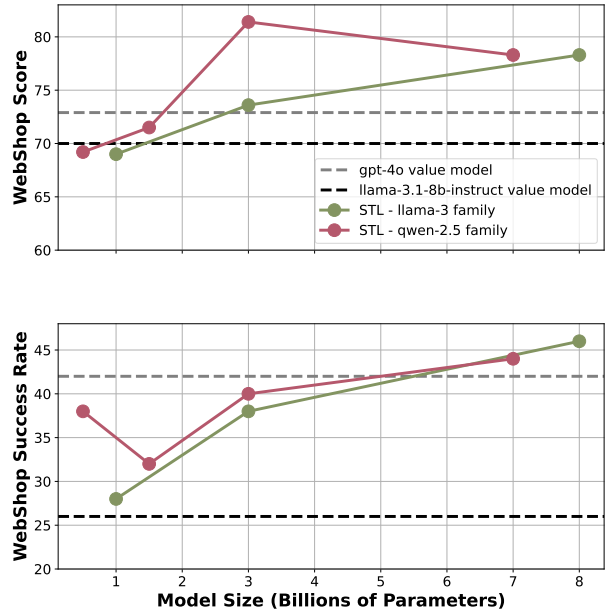 WebShop Score
80
75
70
65
60
gpt-4o value model
llama-3.1-8b-instruct value model
STL - llama-3 family
STL - qwen-2.5 family
WebShop Success Rate
45
40
35
30
25
20
1 2 3 4 5 6 7 8
Model Size (Billions of Parameters)